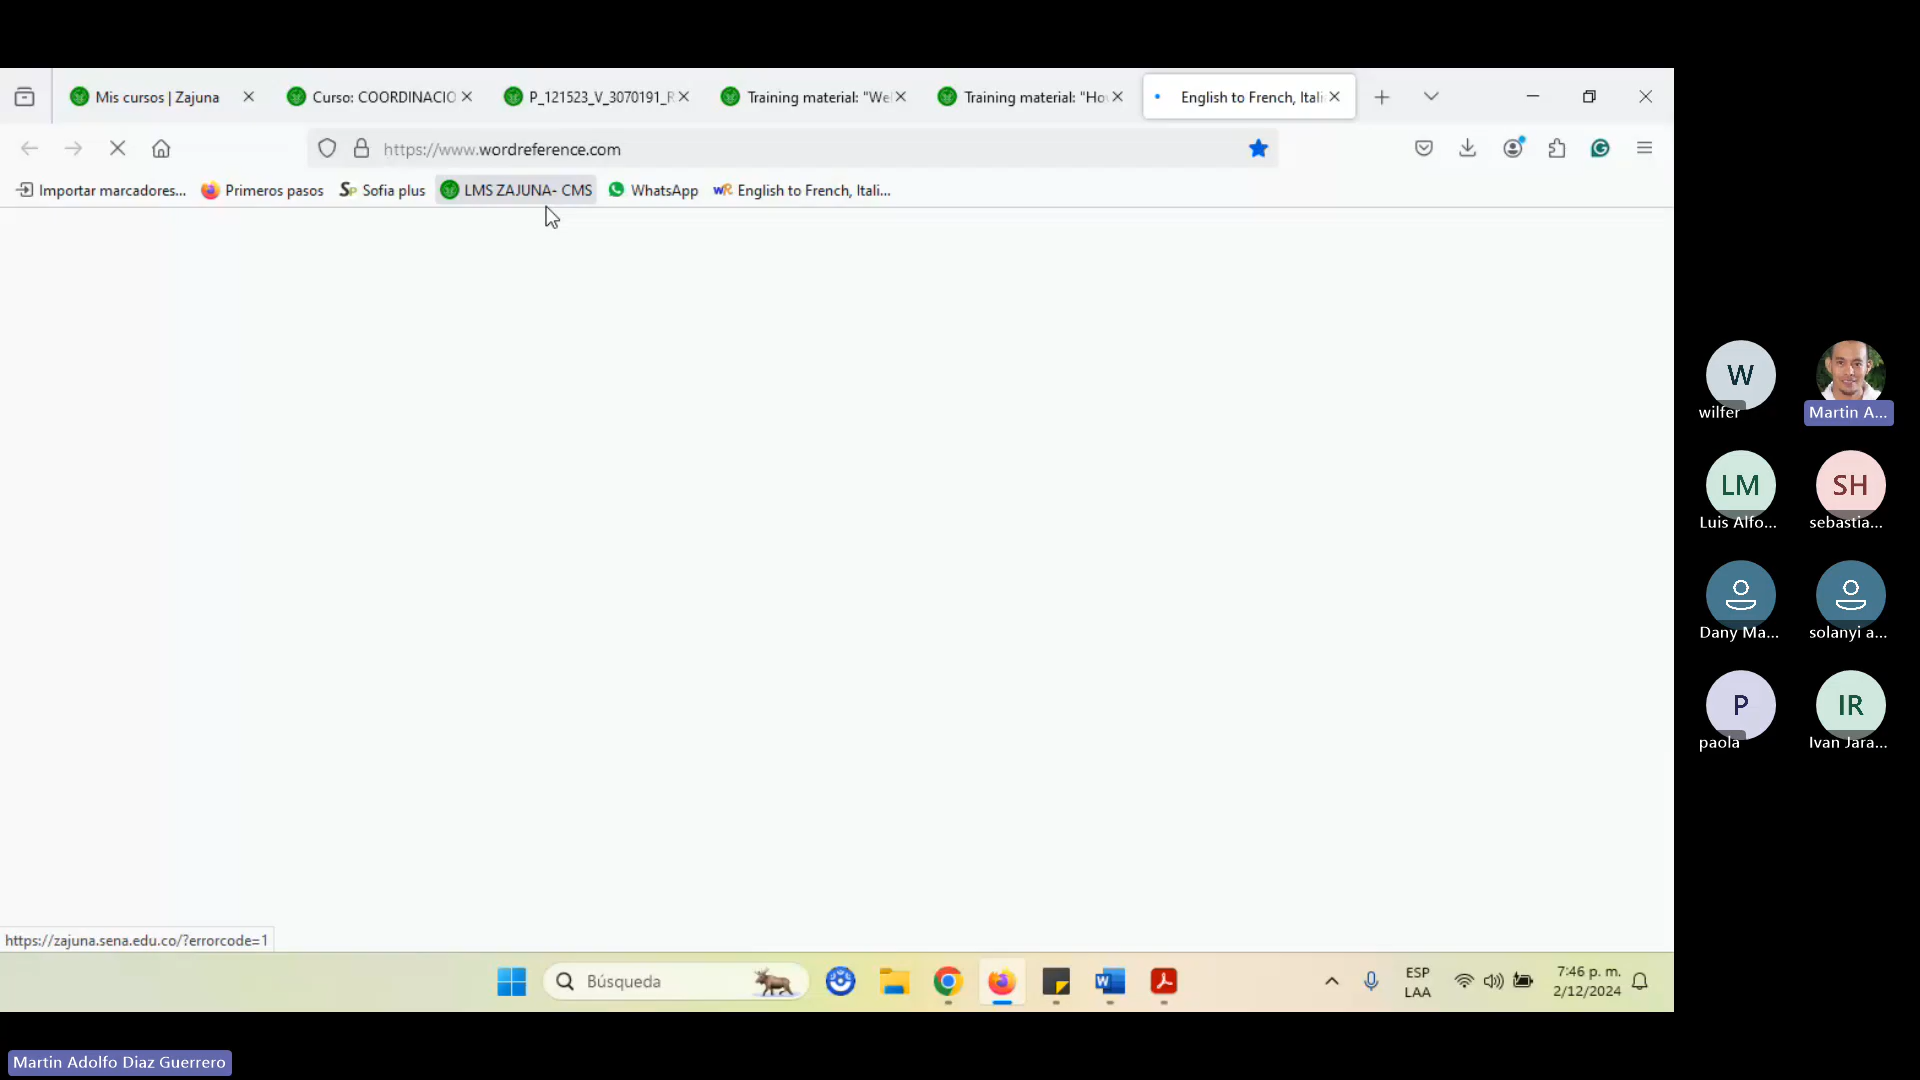 Mis cursos | Zajuna
Curso: COORDINACIO
P_121523_V_3070191_R
Training material: "Wel
Training material: "Ho
English to French, Itali
https://www.wordreference.com
Importar marcadores...
Primeros pasos
Sofia plus
LMS ZAJUNA- CMS
WhatsApp
English to French, Itali...
W
wilfer
Martin A...
LM
Luis Alfo...
SH
sebastia...
Dany Ma...
solanyi a...
P
paola
IR
Ivan Jara...
https://zajuna.sena.edu.co/?errorcode=1
Búsqueda
ESP
LAA
7:46 p. m.
2/12/2024
Martin Adolfo Diaz Guerrero